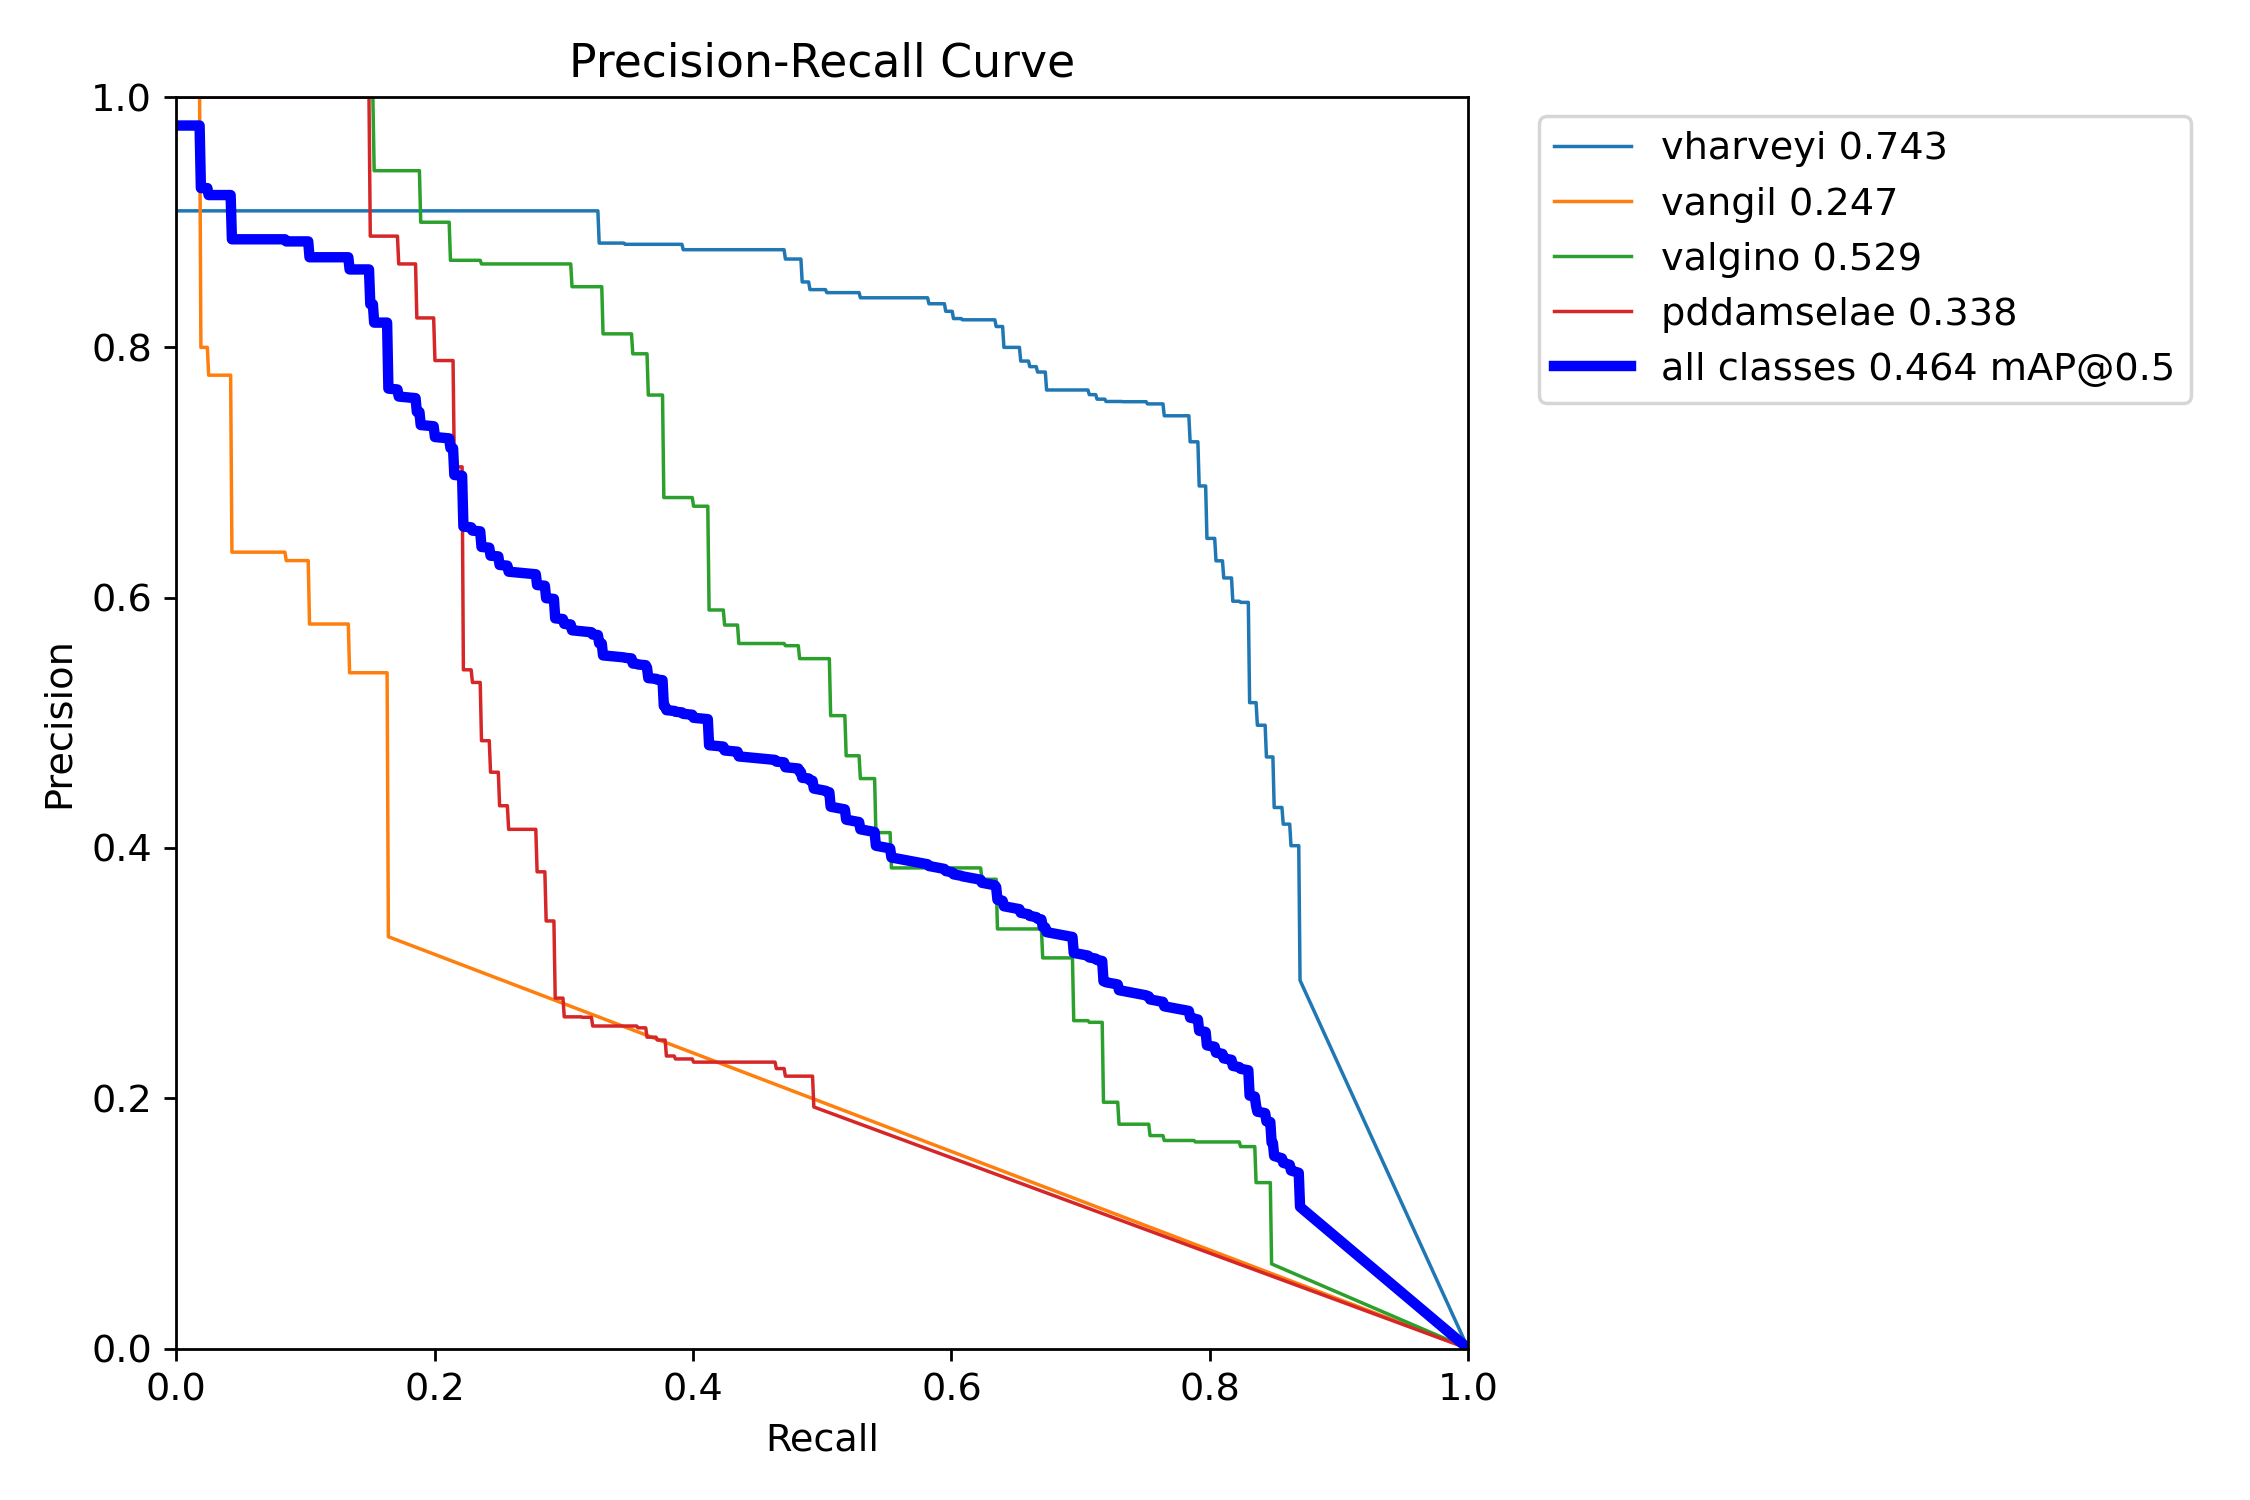 Precision-Recall Curve
1.0
0.8
0.6
0.4
0.2
0.0
Precision
0.0 0.2 0.4 0.6 0.8 1.0
Recall
vharveyi 0.743
vangil 0.247
valgino 0.529
pddamselae 0.338
all classes 0.464 mAP@0.5